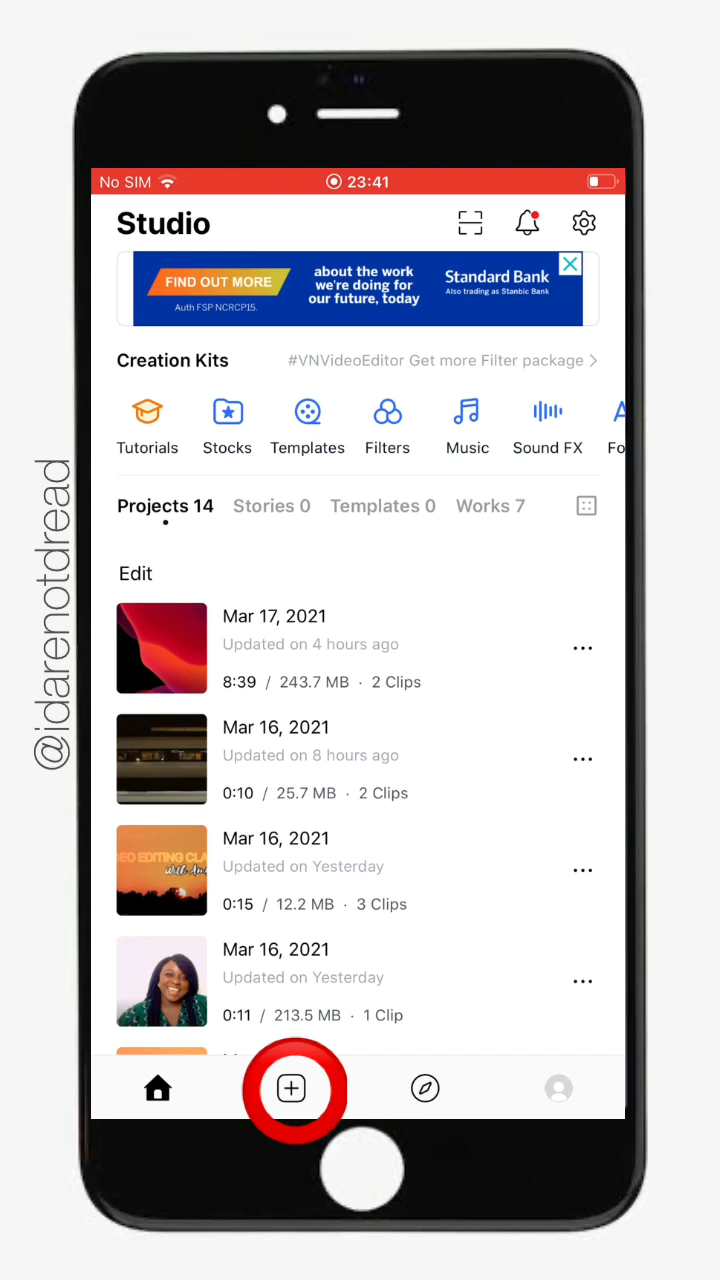 No SIM 23:41
Studio
FIND OUT MORE
Auth FSP NCRCP15.
about the work
we're doing for
our future, today
Standard Bank
Also trading as Stanbic Bank
Creation Kits #VNVideoEditor Get more Filter package
Tutorials Stocks Templates Filters Music Sound FX Fo
Projects 14 Stories 0 Templates 0 Works 7
Edit
Mar 17, 2021
Updated on 4 hours ago
8:39 / 243.7 MB · 2 Clips
Mar 16, 2021
Updated on 8 hours ago
0:10 / 25.7 MB · 2 Clips
EO EDITING CLA
Mar 16, 2021
Updated on Yesterday
0:15 / 12.2 MB · 3 Clips
Mar 16, 2021
Updated on Yesterday
0:11 / 213.5 MB · 1 Clip
@idarenotdread